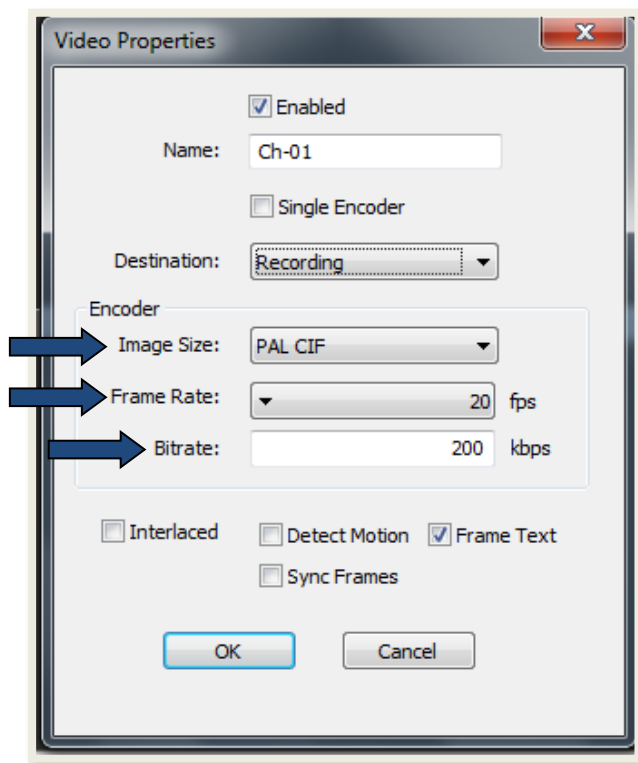 Video Properties
Enabled
Name: Ch-01
Single Encoder
Destination: Recording
Encoder
Image Size: PAL CIF
Frame Rate: 20 fps
Bitrate: 200 kbps
Interlaced Detect Motion Frame Text
Sync Frames
OK Cancel